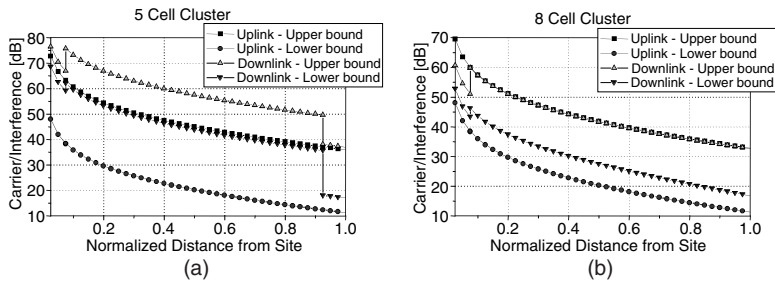 5 Cell Cluster
Carrier/Interference [dB]
80
70
60
50
40
30
20
10
Uplink - Upper bound
Uplink - Lower bound
Downlink - Upper bound
Downlink - Lower bound
0.2
0.4
0.6
0.8
1.0
Normalized Distance from Site
(a)
8 Cell Cluster
Carrier/Interference [dB]
70
60
50
40
30
20
10
Uplink - Upper bound
Uplink - Lower bound
Downlink - Upper bound
Downlink - Lower bound
0.2
0.4
0.6
0.8
1.0
Normalized Distance from Site
(b)